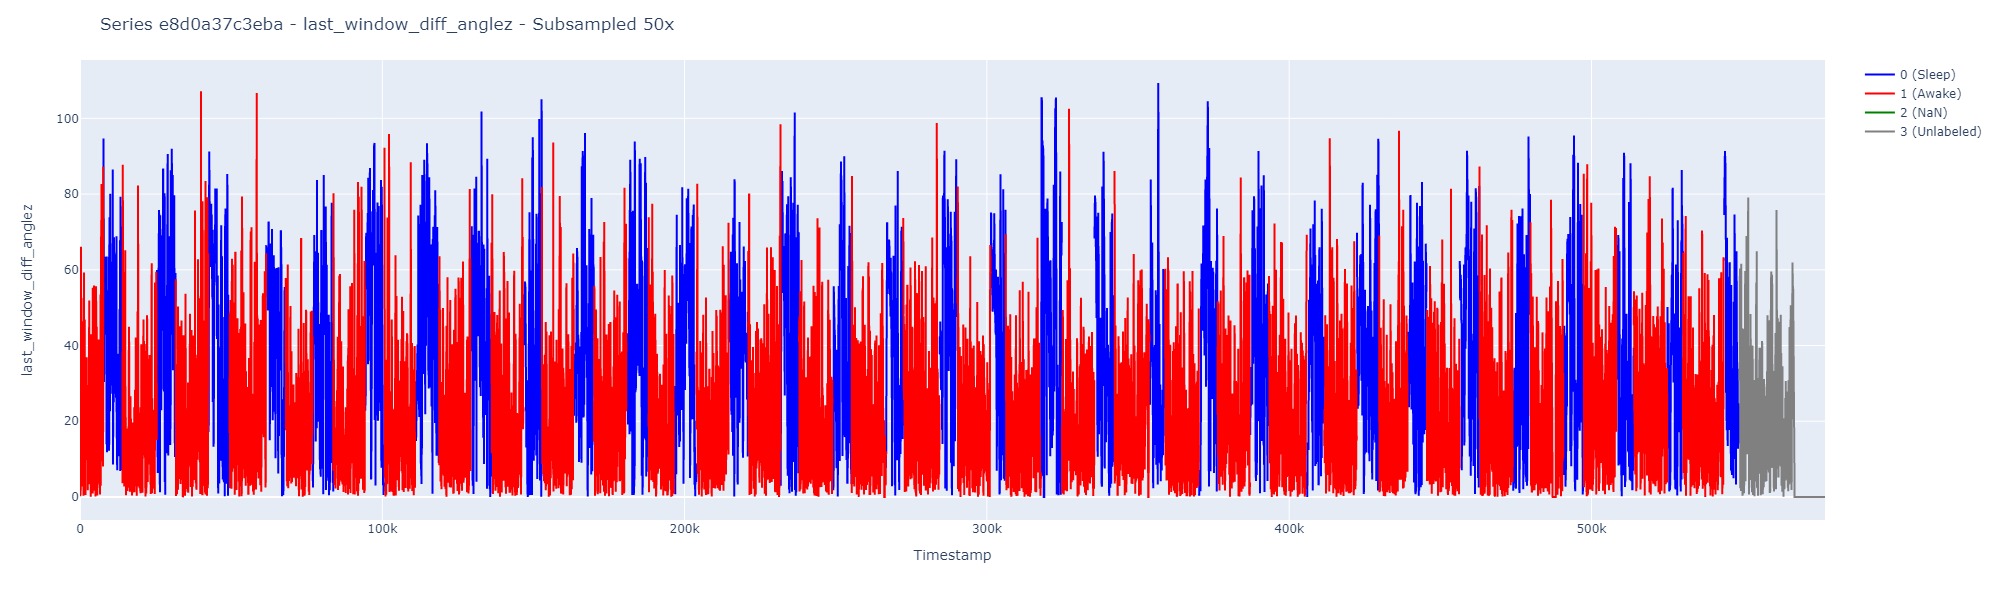 Series e8d0a37c3eba - last_window_diff_anglez - Subsampled 50x
0 (Sleep)
1 (Awake)
2 (NaN)
3 (Unlabeled)
last_window_diff_anglez
100
80
60
40
20
0
0
100k
200k
300k
400k
500k
Timestamp